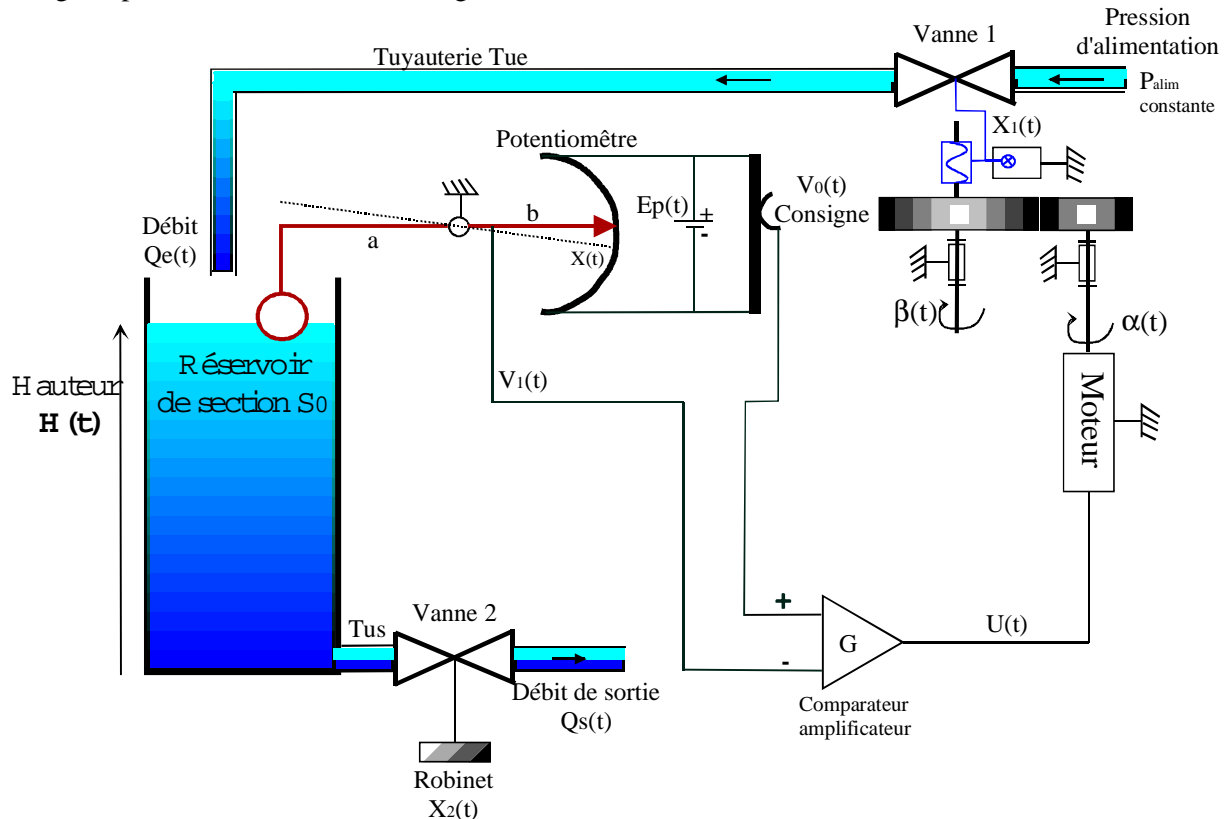 Vanne 1
Pression
d'alimentation
Palim
constante
Tuyauterie Tue
X1(t)
Potentiomêtre
Débit
Qe(t)
a
b
X(t)
Ep(t)
+
-
V0(t)
Consigne
β(t)
α(t)
Réservoir
de section S0
Hauteur
H (t)
V1(t)
Moteur
Tus
Vanne 2
+
-
G
U(t)
Débit de sortie
Qs(t)
Comparateur
amplificateur
Robinet
X2(t)